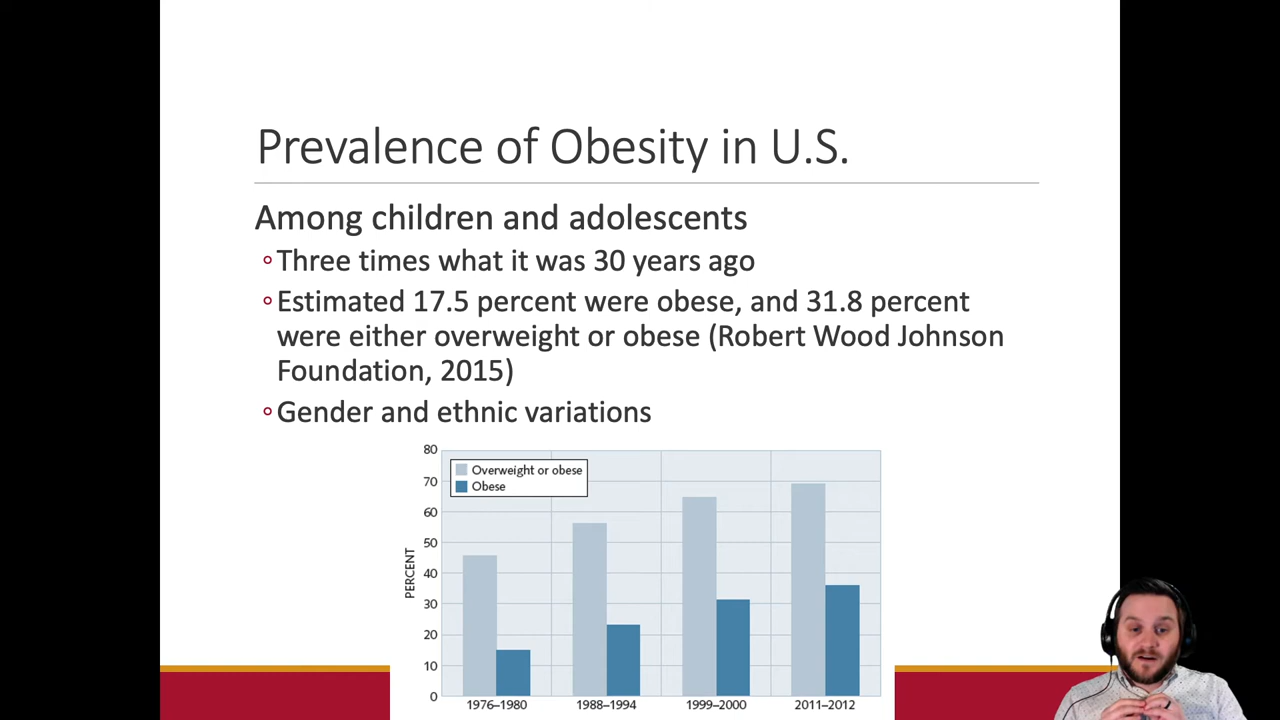 Prevalence of Obesity in U.S.
Among children and adolescents
Three times what it was 30 years ago
Estimated 17.5 percent were obese, and 31.8 percent
were either overweight or obese (Robert Wood Johnson
Foundation, 2015)
Gender and ethnic variations
80
70
60
50
40
30
20
10
0
PERCENT
Overweight or obese
Obese
1976–1980
1988–1994
1999–2000
2011–2012